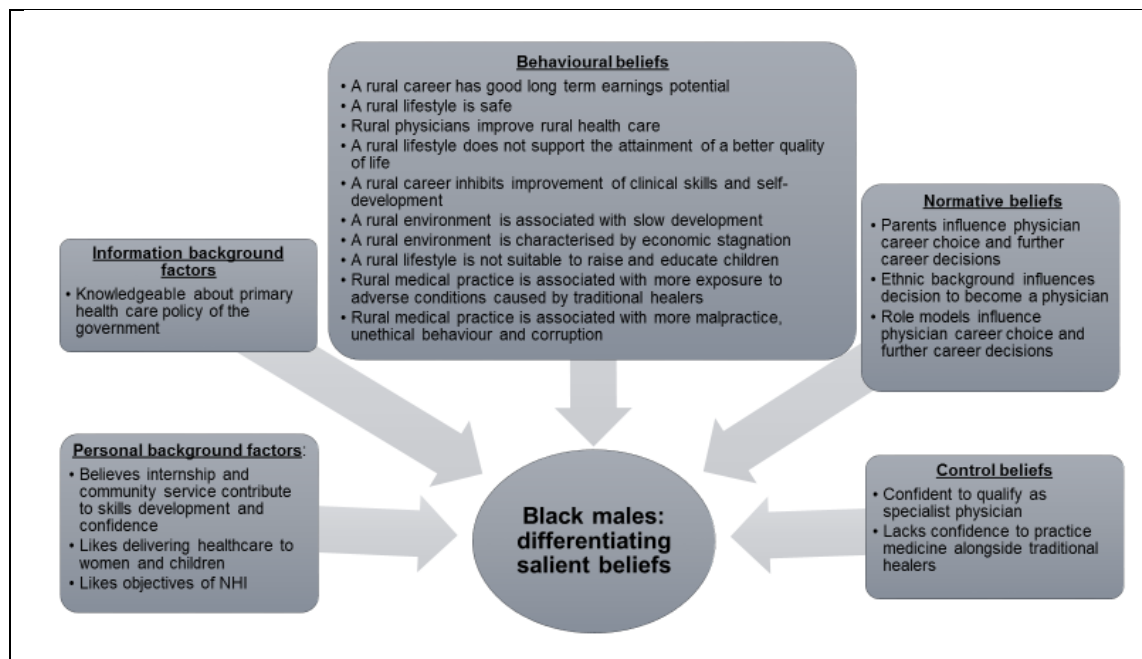 Behavioural beliefs
• A rural career has good long term earnings potential
• A rural lifestyle is safe
• Rural physicians improve rural health care
• A rural lifestyle does not support the attainment of a better quality
of life
• A rural career inhibits improvement of clinical skills and self-
development
• A rural environment is associated with slow development
• A rural environment is characterised by economic stagnation
• A rural lifestyle is not suitable to raise and educate children
• Rural medical practice is associated with more exposure to
adverse conditions caused by traditional healers
• Rural medical practice is associated with more malpractice,
unethical behaviour and corruption
Information background
factors
• Knowledgeable about primary
health care policy of the
government
Normative beliefs
• Parents influence physician
career choice and further
career decisions
• Ethnic background influences
decision to become a physician
• Role models influence
physician career choice and
further career decisions
Personal background factors:
• Believes internship and
community service contribute
to skills development and
confidence
• Likes delivering healthcare to
women and children
• Likes objectives of NHI
Black males:
differentiating
salient beliefs
Control beliefs
• Confident to qualify as
specialist physician
• Lacks confidence to practice
medicine alongside traditional
healers